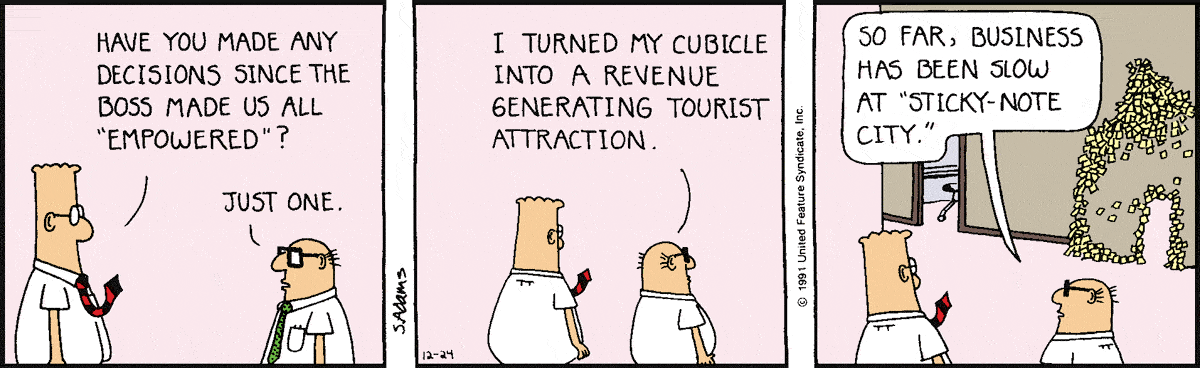 HAVE YOU MADE ANY
DECISIONS SINCE THE
BOSS MADE US ALL
"EMPOWERED"?
JUST ONE.
S.Adams
I TURNED MY CUBICLE
INTO A REVENUE
GENERATING TOURIST
ATTRACTION.
12-24
© 1991 United Feature Syndicate, Inc.
SO FAR, BUSINESS
HAS BEEN SLOW
AT "STICKY-NOTE
CITY."